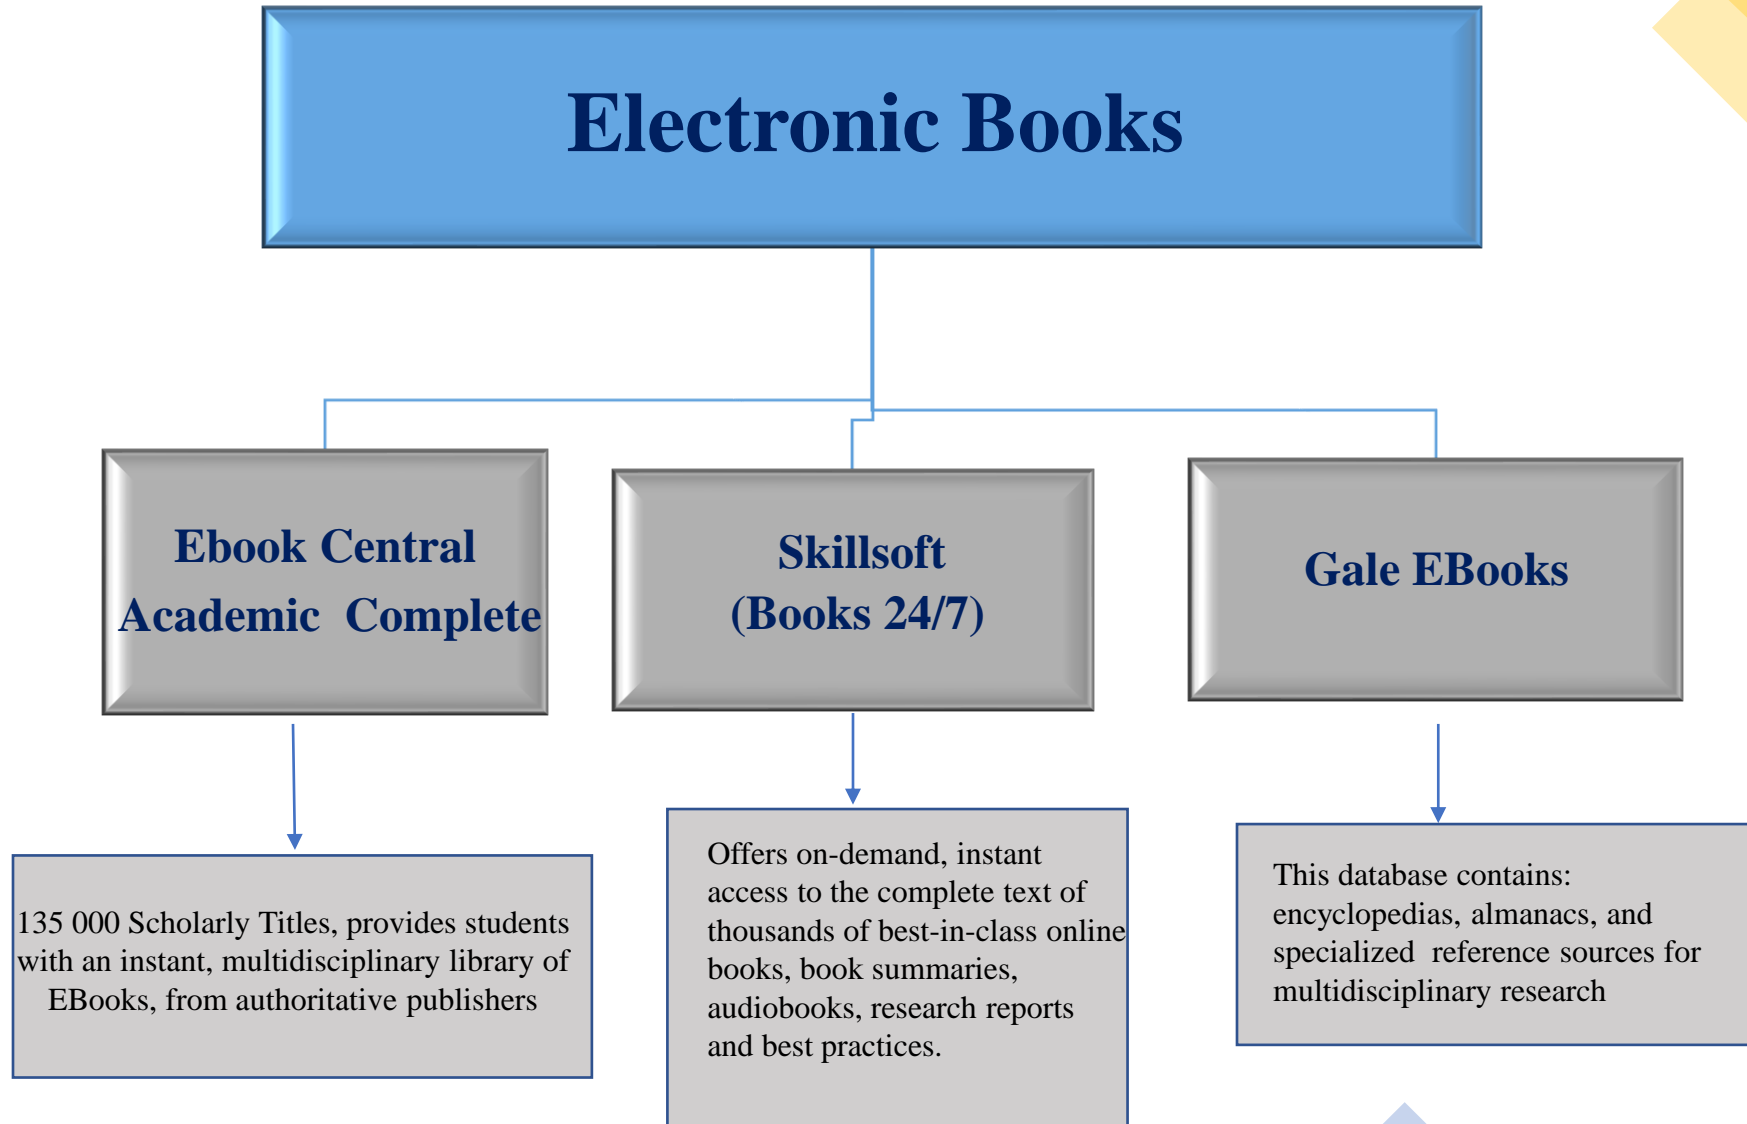 Electronic Books
Ebook Central
Academic  Complete
Skillsoft
(Books 24/7)
Gale EBooks
135 000 Scholarly Titles, provides students
with an instant, multidisciplinary library of
EBooks, from authoritative publishers
Offers on-demand, instant
access to the complete text of
thousands of best-in-class online
books, book summaries,
audiobooks, research reports
and best practices.
This database contains:
encyclopedias, almanacs, and
specialized  reference sources for
multidisciplinary research